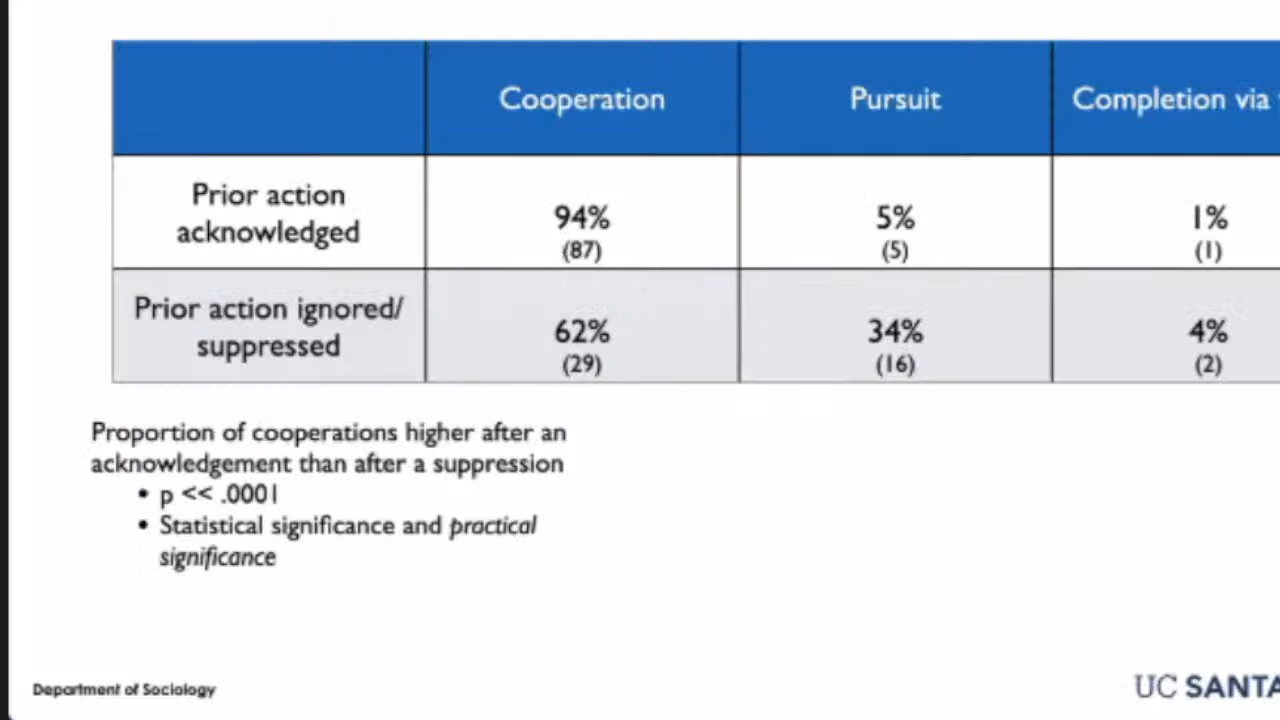 Cooperation Pursuit Completion via
Prior action
acknowledged
94% 5% 1%
(87) (5) (1)
Prior action ignored/
suppressed
62% 34% 4%
(29) (16) (2)
Proportion of cooperations higher after an
acknowledgement than after a suppression
• p << .0001
• Statistical significance and practical
significance
Department of Sociology
UC SANTA